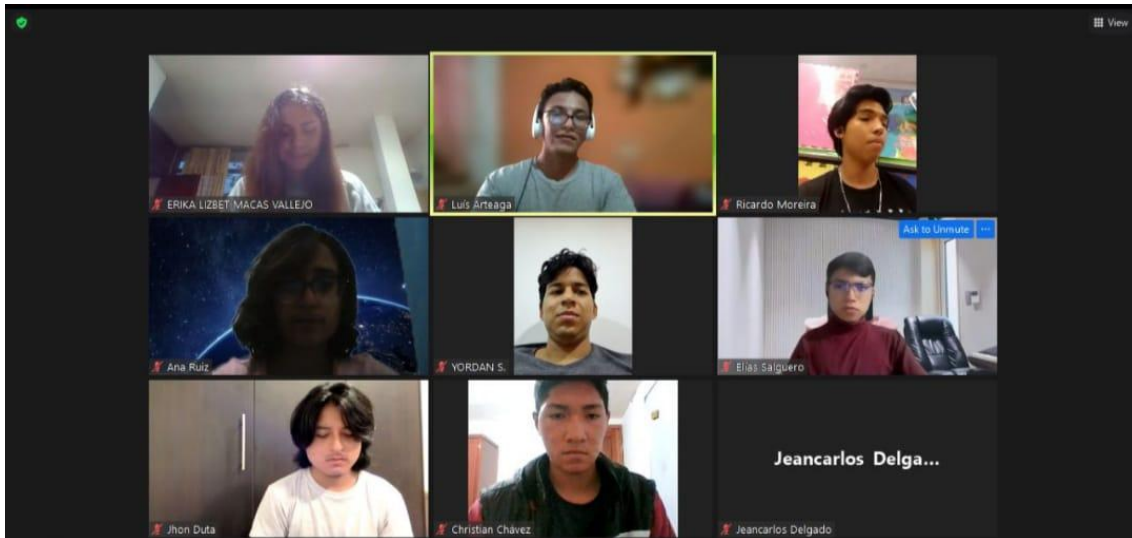 View
ERIKA LIZBET MACAS VALLEJO
Luís Arteaga
Ricardo Moreira
Ask to Unmute ...
Ana Ruiz
YORDAN S.
Elias Salguero
Jeancarlos Delga...
Jhon Duta
Christian Chávez
Jeancarlos Delgado